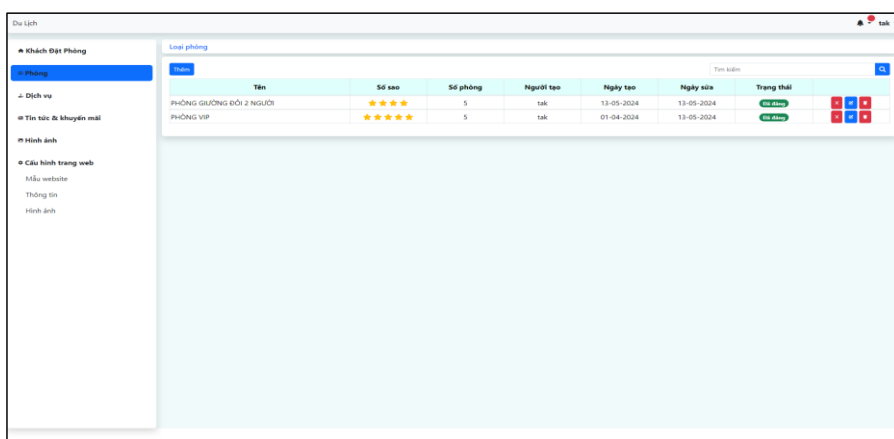 Du Lịch
tak
Khách Đặt Phòng
Phòng
Dịch vụ
Tin tức & khuyến mãi
Hình ảnh
Cấu hình trang web
Mẫu website
Thông tin
Hình ảnh
Loại phòng
Thêm
Tìm kiếm
Tên Số sao Số phòng Người tạo Ngày tạo Ngày sửa Trạng thái
PHÒNG GIƯỜNG ĐÔI 2 NGƯỜI 5 tak 13-05-2024 13-05-2024 Đã đăng
PHÒNG VIP 5 tak 01-04-2024 13-05-2024 Đã đăng